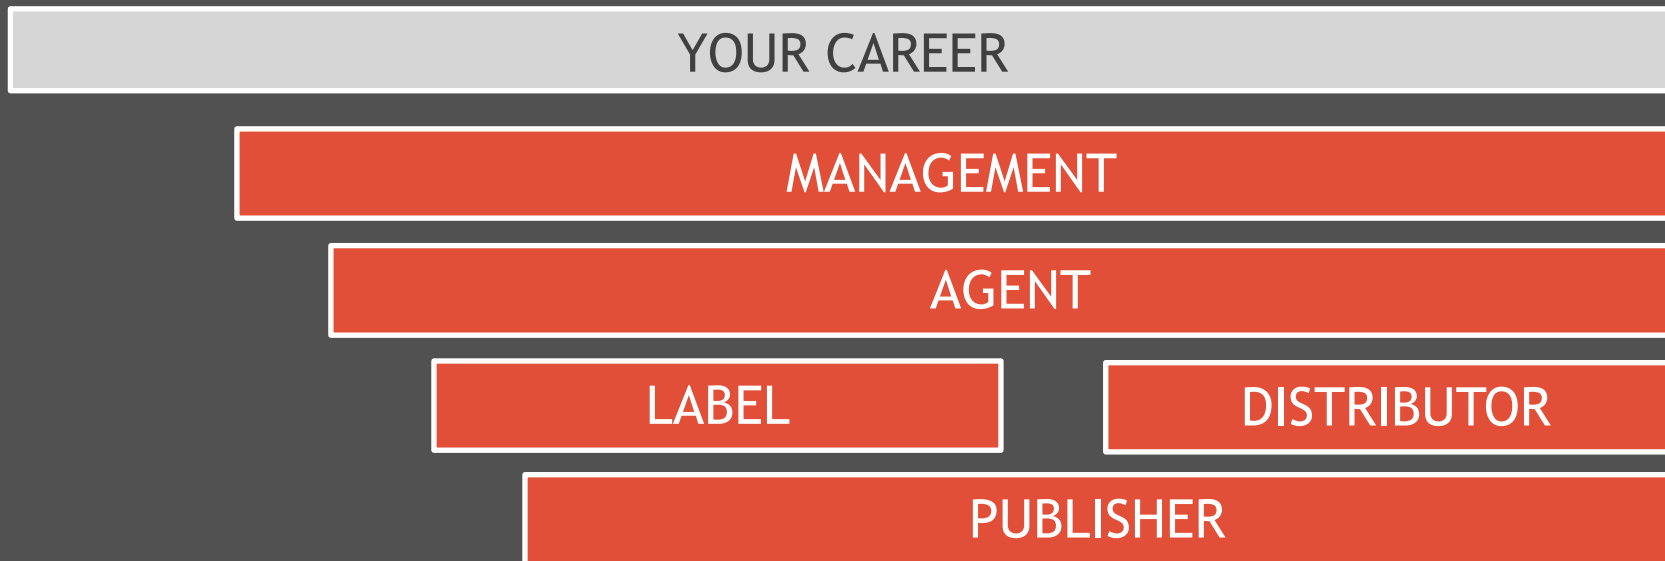 YOUR CAREER
MANAGEMENT
AGENT
LABEL
DISTRIBUTOR
PUBLISHER